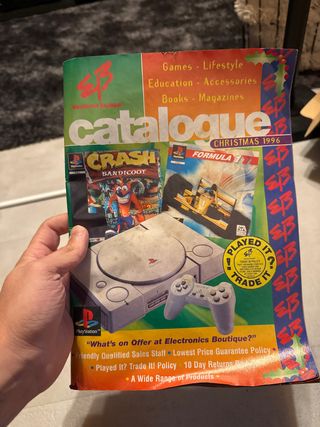 EB
Games - Lifestyle
Education - Accessories
Books - Magazines
catalogue
CHRISTMAS 1996
CRASH
BANDICOOT
FORMULA 1
PLAYED IT?
TRADE IT!
PlayStation
"What's on Offer at Electronics Boutique?"
Friendly Qualified Sales Staff • Lowest Price Guarantee Policy •
Played It? Trade It! Policy • 10 Day Returns
• A Wide Range of Products •